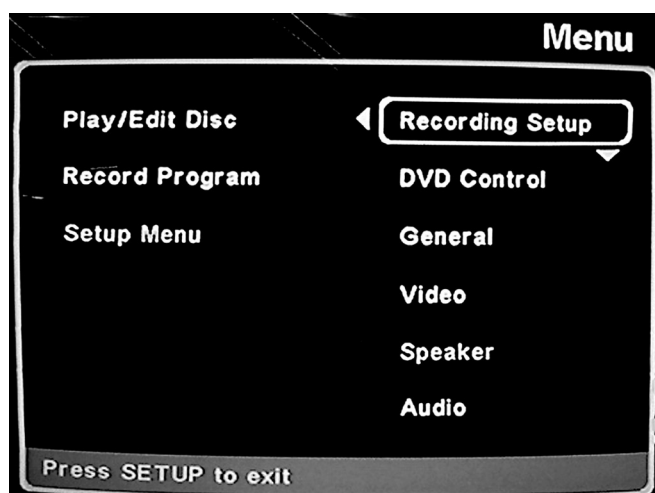 Menu
Play/Edit Disc
Recording Setup
Record Program
DVD Control
Setup Menu
General
Video
Speaker
Audio
Press SETUP to exit